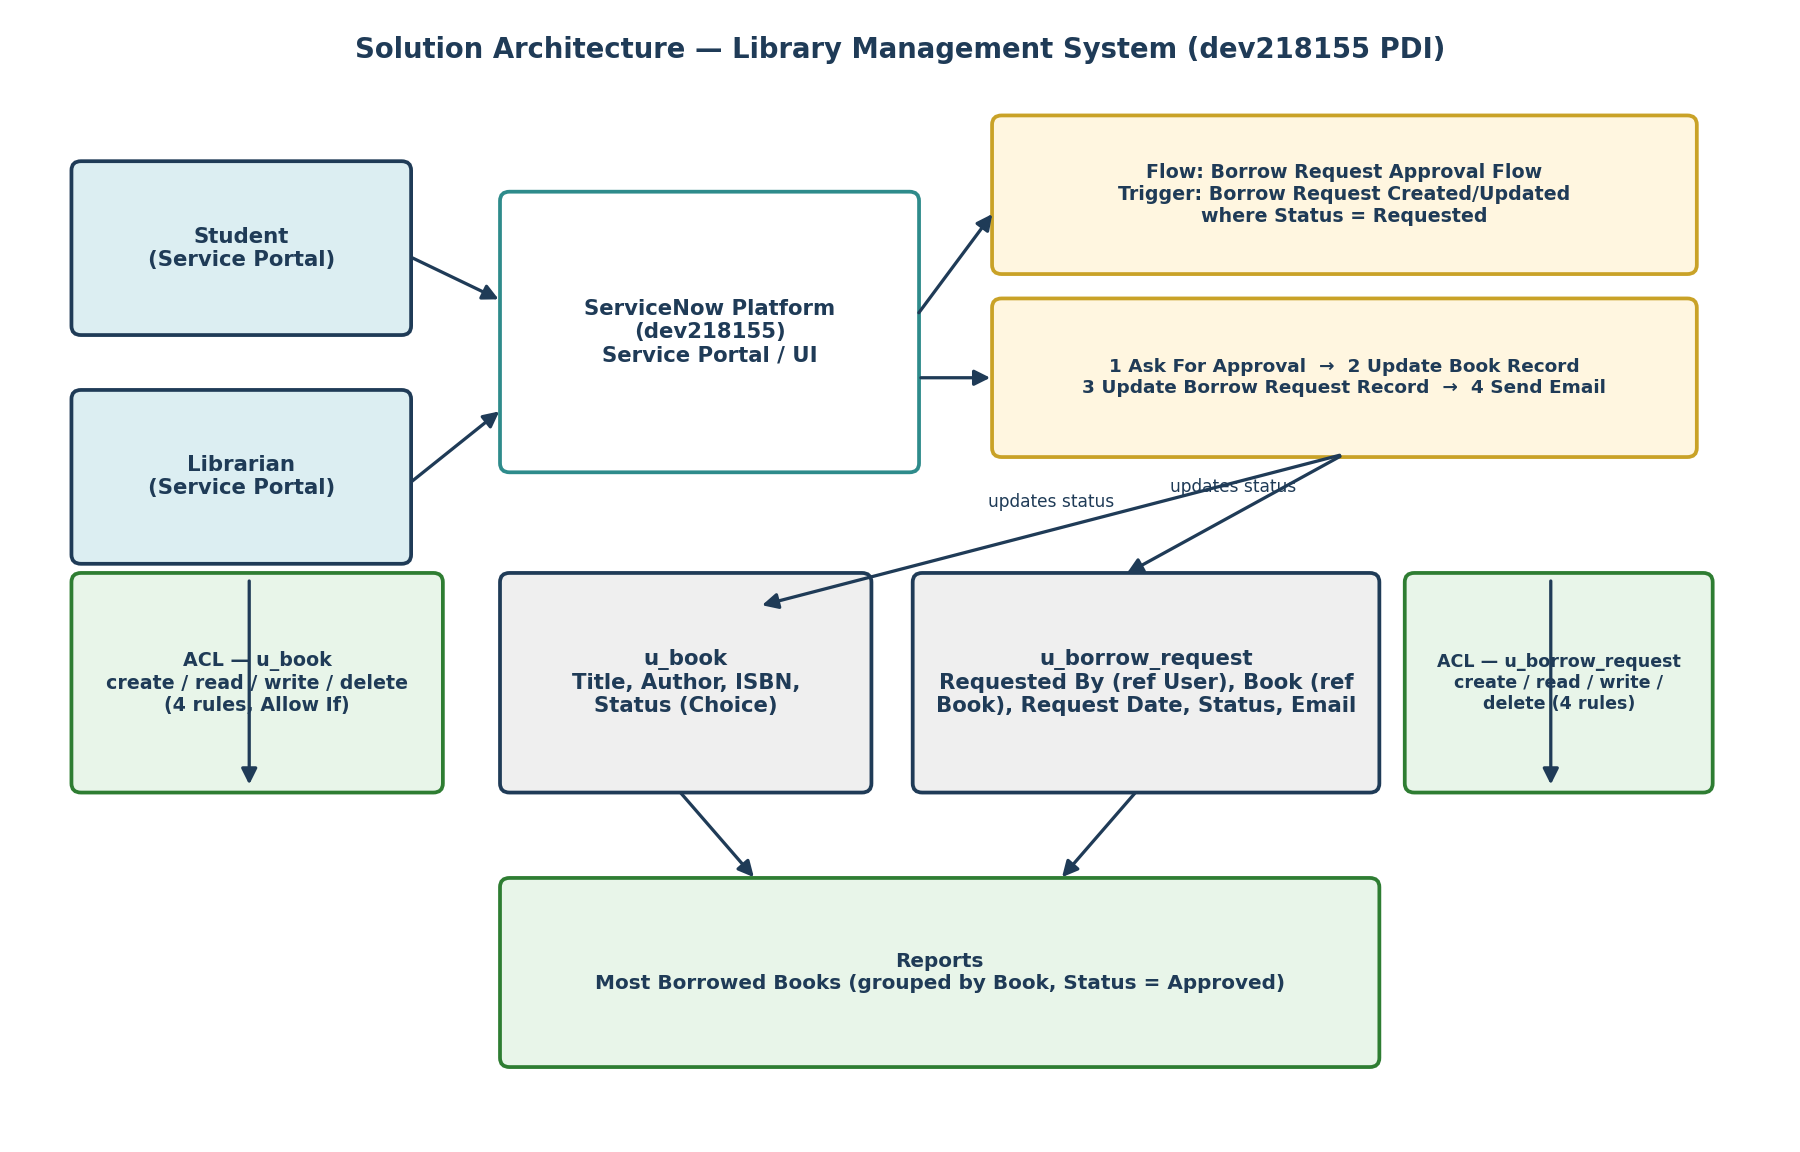 Solution Architecture — Library Management System (dev218155 PDI)
Student
(Service Portal)
ServiceNow Platform
(dev218155)
Service Portal / UI
Flow: Borrow Request Approval Flow
Trigger: Borrow Request Created/Updated
where Status = Requested
1 Ask For Approval → 2 Update Book Record
3 Update Borrow Request Record → 4 Send Email
Librarian
(Service Portal)
updates status
updates status
ACL — u_book
create / read / write / delete
(4 rules, Allow If)
u_book
Title, Author, ISBN,
Status (Choice)
u_borrow_request
Requested By (ref User), Book (ref
Book), Request Date, Status, Email
ACL — u_borrow_request
create / read / write /
delete (4 rules)
Reports
Most Borrowed Books (grouped by Book, Status = Approved)